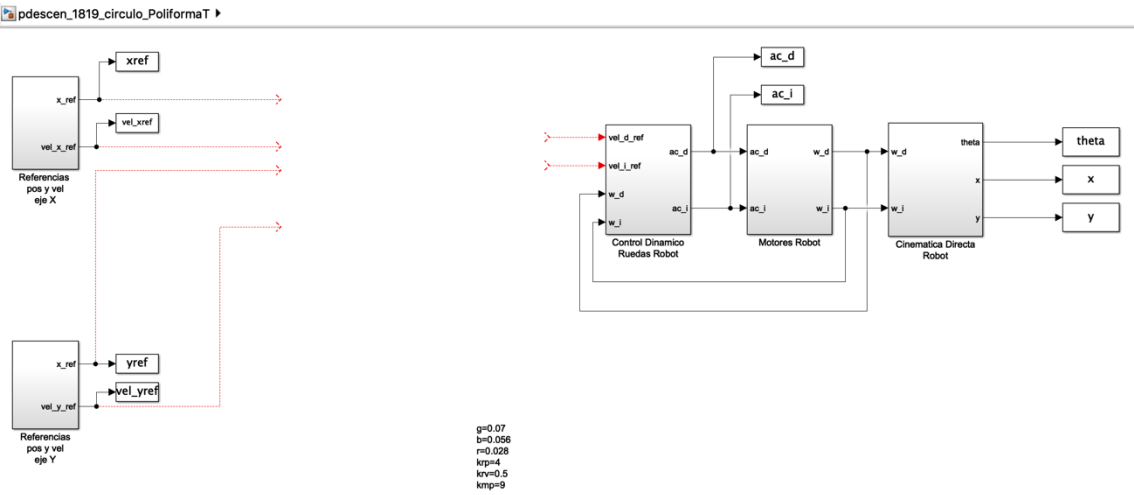 pdescen_1819_circulo_PoliformaT
xref
x_ref
vel_xref
vel_x_ref
Referencias
pos y vel
eje X
x_ref
yref
vel_yref
vel_y_ref
Referencias
pos y vel
eje Y
ac_d
ac_i
vel_d_ref
vel_i_ref
w_d
w_i
ac_d
ac_i
Control Dinamico
Ruedas Robot
ac_d
ac_i
w_d
w_i
Motores Robot
w_d
w_i
theta
x
y
Cinematica Directa
Robot
theta
x
y
g=0.07
b=0.056
r=0.028
krp=4
krv=0.5
kmp=9